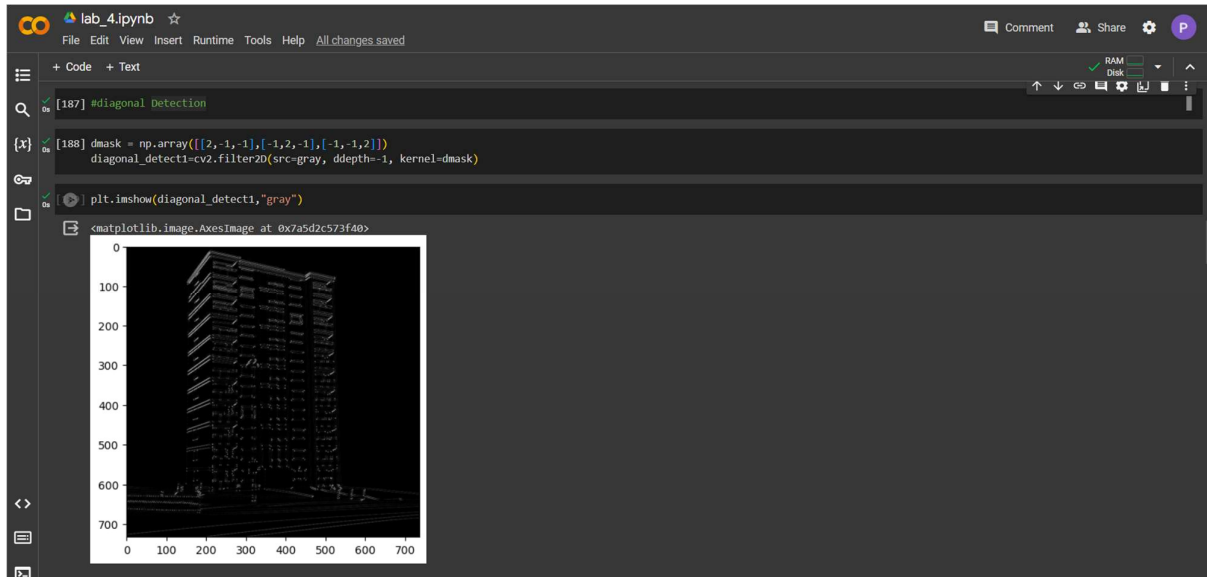 lab_4.ipynb
Comment
Share
P
File Edit View Insert Runtime Tools Help All changes saved
+ Code + Text
RAM
Disk
0s [187] #diagonal Detection
{x} 0s [188] dmask = np.array([[2,-1,-1],[-1,2,-1],[-1,-1,2]])
diagonal_detect1=cv2.filter2D(src=gray, ddepth=-1, kernel=dmask)
0s plt.imshow(diagonal_detect1,"gray")
<matplotlib.image.AxesImage at 0x7a5d2c573f40>
0
100
200
300
400
500
600
700
0 100 200 300 400 500 600 700